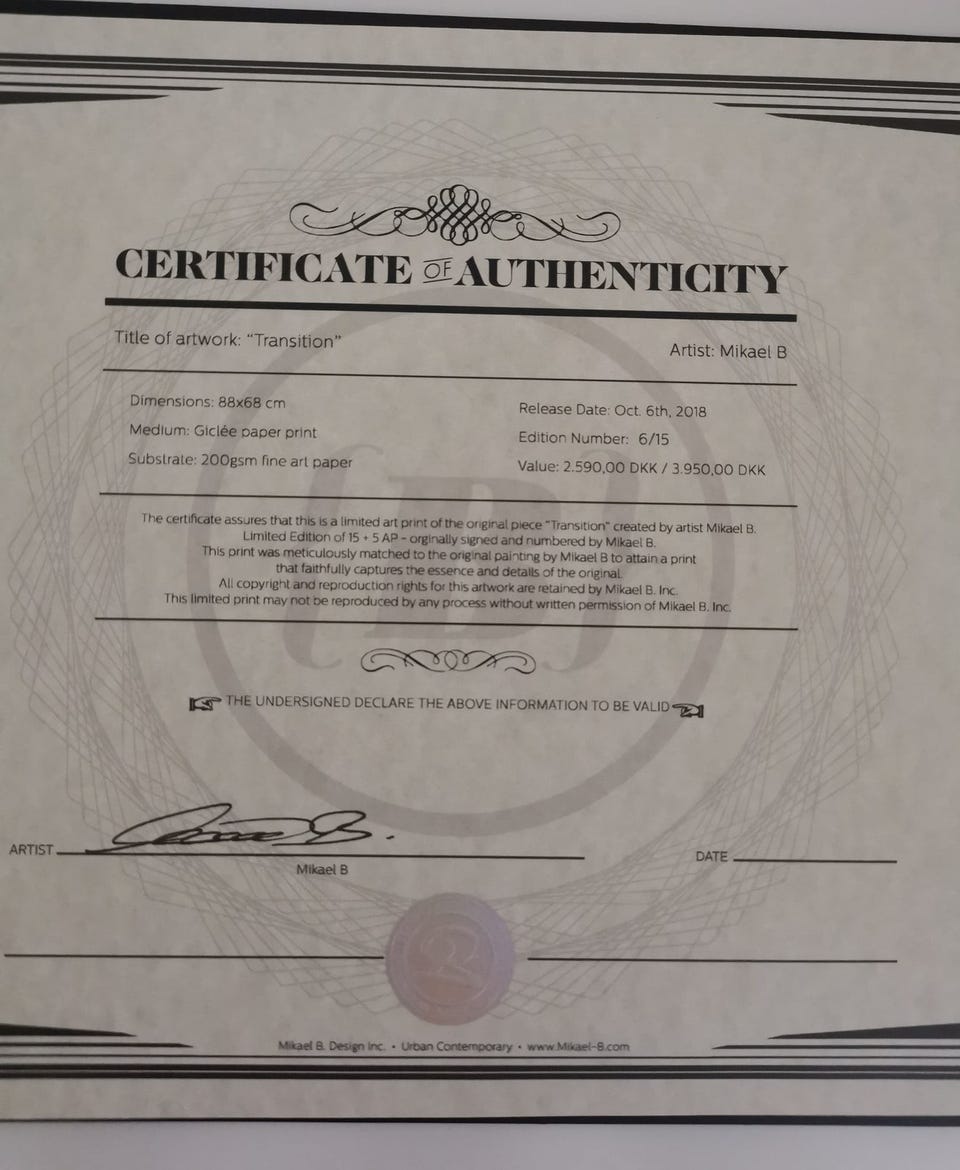 CERTIFICATE OF AUTHENTICITY
Title of artwork: “Transition”
Artist: Mikael B
Dimensions: 88x68 cm
Medium: Giclée paper print
Substrate: 200gsm fine art paper
Release Date: Oct. 6th, 2018
Edition Number: 6/15
Value: 2.590,00 DKK / 3.950,00 DKK
The certificate assures that this is a limited art print of the original piece "Transition" created by artist Mikael B.
Limited Edition of 15 + 5 AP - orginally signed and numbered by Mikael B.
This print was meticulously matched to the original painting by Mikael B to attain a print
that faithfully captures the essence and details of the original.
All copyright and reproduction rights for this artwork are retained by Mikael B. Inc.
This limited print may not be reproduced by any process without written permission of Mikael B. Inc.
THE UNDERSIGNED DECLARE THE ABOVE INFORMATION TO BE VALID
ARTIST
Mikael B
DATE
Mikael B. Design Inc. • Urban Contemporary • www.Mikael-B.com